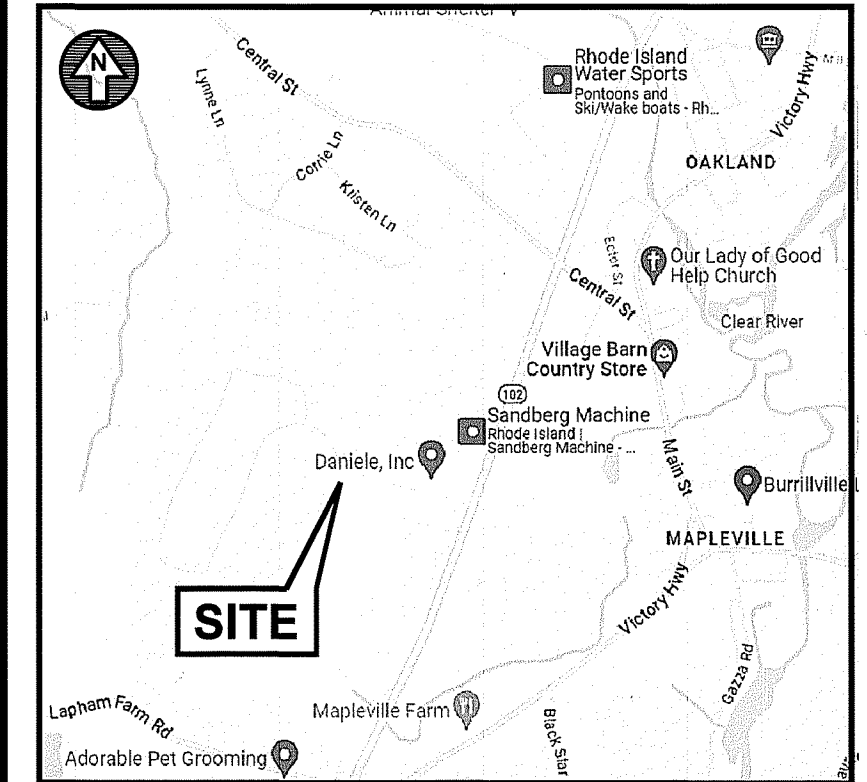 Animal Shelter
N
Central St
Lynne Ln
Corrie Ln
Kristen Ln
Rhode Island
Water Sports
Pontoons and
Ski/Wake boats - Rh...
Victory Hwy
OAKLAND
Our Lady of Good
Help Church
Central St
Clear River
Village Barn
Country Store
102
Sandberg Machine
Rhode Island |
Sandberg Machine - ...
Daniele, Inc
Main St
Burrillville
MAPLEVILLE
SITE
Victory Hwy
Gazza Rd
Lapham Farm Rd
Mapleville Farm
Black Star
Adorable Pet Grooming